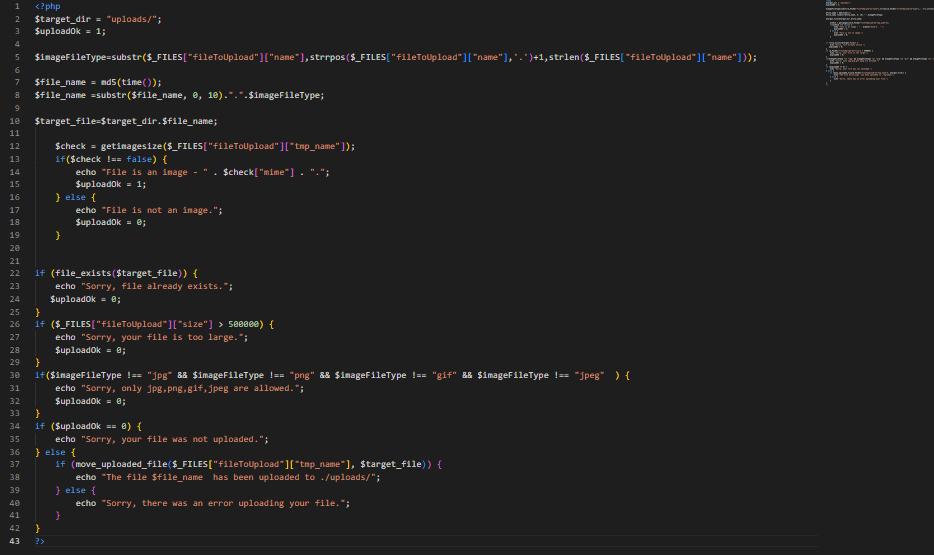 1 <?php
2 $target_dir = "uploads/";
3 $uploadOk = 1;
4
5 $imageFileType=substr($_FILES["fileToUpload"]["name"],strrpos($_FILES["fileToUpload"]["name"],'.')+1,strlen($_FILES["fileToUpload"]["name"]));
6
7 $file_name = md5(time());
8 $file_name =substr($file_name, 0, 10).".".$imageFileType;
9
10 $target_file=$target_dir.$file_name;
11
12     $check = getimagesize($_FILES["fileToUpload"]["tmp_name"]);
13     if($check !== false) {
14         echo "File is an image - " . $check["mime"] . ".";
15         $uploadOk = 1;
16     } else {
17         echo "File is not an image.";
18         $uploadOk = 0;
19     }
20
21
22 if (file_exists($target_file)) {
23     echo "Sorry, file already exists.";
24    $uploadOk = 0;
25 }
26 if ($_FILES["fileToUpload"]["size"] > 500000) {
27     echo "Sorry, your file is too large.";
28     $uploadOk = 0;
29 }
30 if($imageFileType !== "jpg" && $imageFileType !== "png" && $imageFileType !== "gif" && $imageFileType !== "jpeg"  ) {
31     echo "Sorry, only jpg,png,gif,jpeg are allowed.";
32     $uploadOk = 0;
33 }
34 if ($uploadOk == 0) {
35     echo "Sorry, your file was not uploaded.";
36 } else {
37     if (move_uploaded_file($_FILES["fileToUpload"]["tmp_name"], $target_file)) {
38         echo "The file $file_name  has been uploaded to ./uploads/";
39     } else {
40         echo "Sorry, there was an error uploading your file.";
41     }
42 }
43 ?>